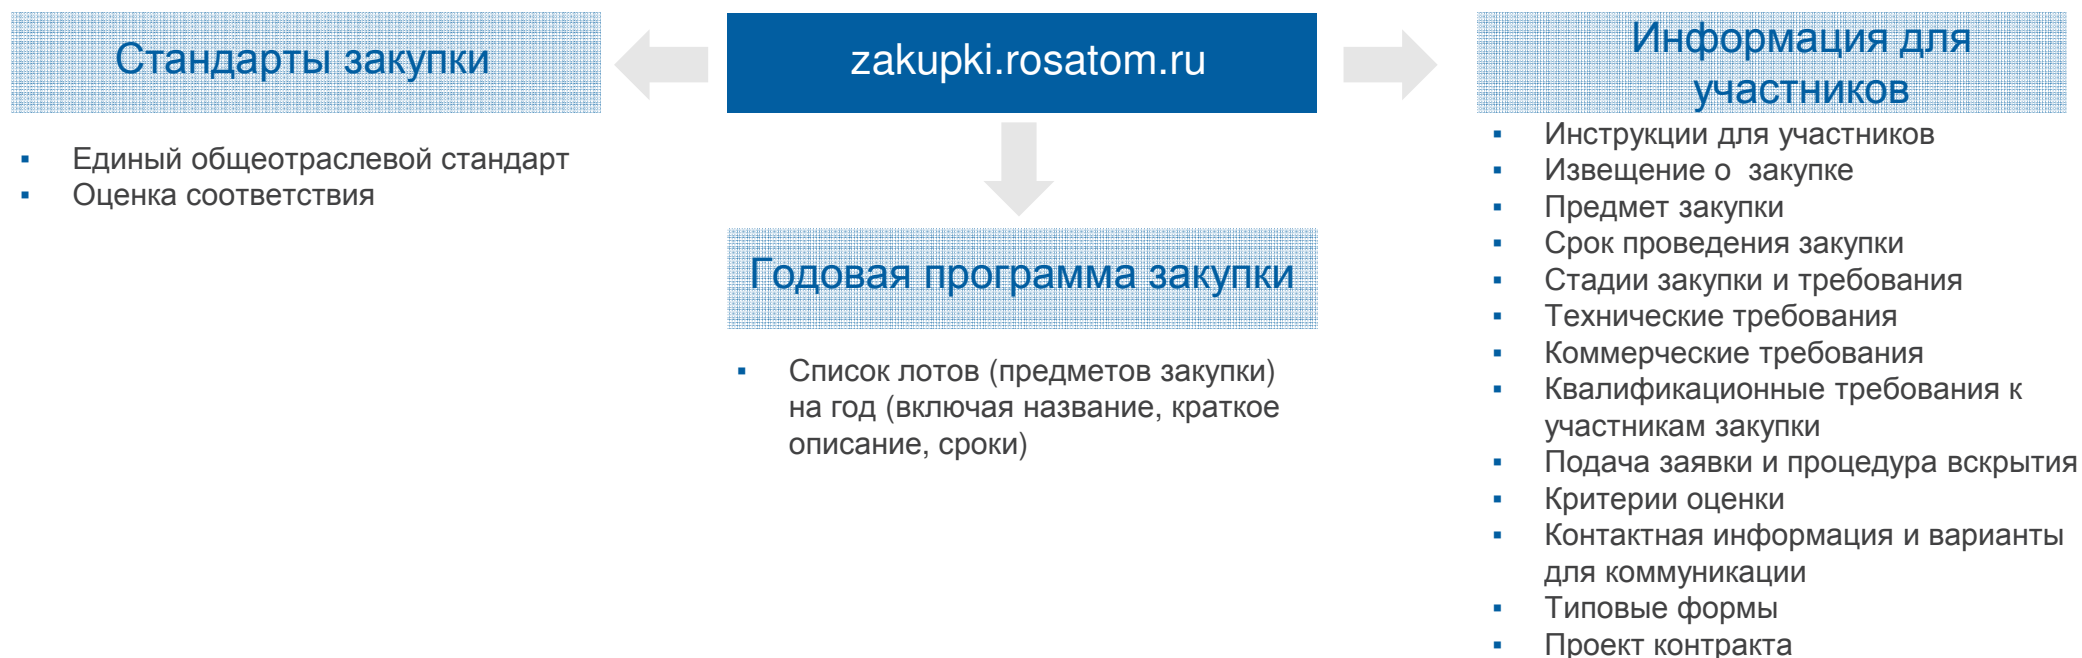 Стандарты закупки
▪ Единый общеотраслевой стандарт
▪ Оценка соответствия
zakupki.rosatom.ru
Годовая программа закупки
▪ Список лотов (предметов закупки)
на год (включая название, краткое
описание, сроки)
Информация для
участников
▪ Инструкции для участников
▪ Извещение о закупке
▪ Предмет закупки
▪ Срок проведения закупки
▪ Стадии закупки и требования
▪ Технические требования
▪ Коммерческие требования
▪ Квалификационные требования к
участникам закупки
▪ Подача заявки и процедура вскрытия
▪ Критерии оценки
▪ Контактная информация и варианты
для коммуникации
▪ Типовые формы
▪ Проект контракта